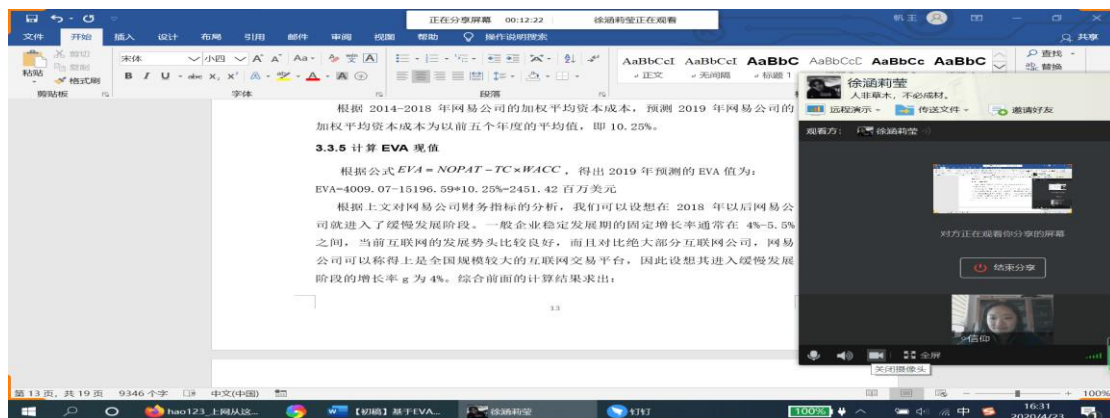 正在分享屏幕 00:12:22 徐涵莉莹正在观看
帆王
文件 开始 插入 设计 布局 引用 邮件 审阅 视图 帮助 操作说明搜索 共享
粘贴
剪切
复制
格式刷
剪贴板
宋体 小四
字体
段落
AaBbCcI AaBbCcI AaBbC AaBbCcD AaBbCc AaBbC
正文 无间隔 标题 1
查找
替换
根据 2014-2018 年网易公司的加权平均资本成本，预测 2019 年网易公司的
加权平均资本成本为以前五个年度的平均值，即 10.25%。
3.3.5 计算 EVA 现值
根据公式 EVA = NOPAT − TC × WACC ，得出 2019 年预测的 EVA 值为：
EVA=4009.07-15196.59*10.25%=2451.42 百万美元
根据上文对网易公司财务指标的分析，我们可以设想在 2018 年以后网易公
司就进入了缓慢发展阶段。一般企业稳定发展期的固定增长率通常在 4%-5.5%
之间，当前互联网的发展势头比较良好，而且对比绝大部分互联网公司，网易
公司可以称得上是全国规模较大的互联网交易平台，因此设想其进入缓慢发展
阶段的增长率 g 为 4%。综合前面的计算结果求出：
13
徐涵莉莹
人非草木，不必成材。
远程演示 传送文件 邀请好友
观看方： 徐涵莉莹
对方正在观看你分享的屏幕
结束分享
信仰
全屏
关闭摄像头
第 13 页，共 19 页 9346 个字 中文(中国) 100%
hao123_上网从这... 【初稿】基于EVA... 徐涵莉莹 钉钉 100% 中 16:31
2020/4/23